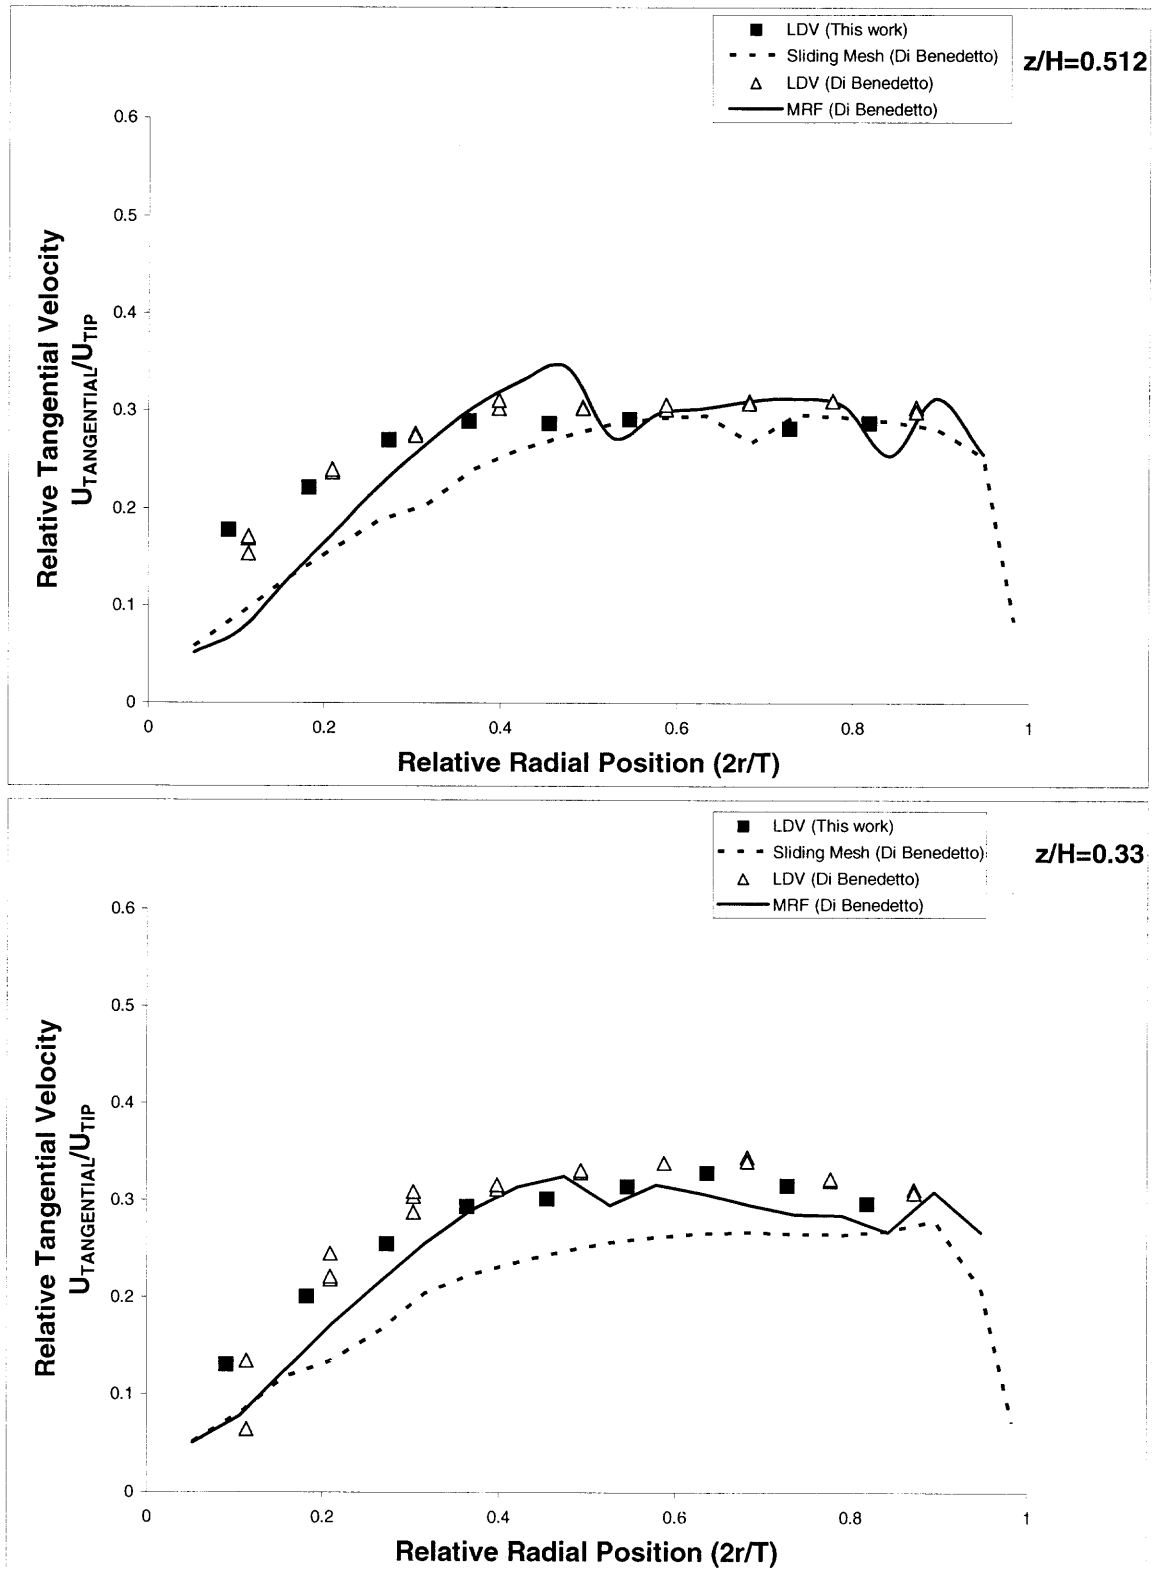 LDV (This work)
Sliding Mesh (Di Benedetto)
LDV (Di Benedetto)
MRF (Di Benedetto)
z/H=0.512
0.6
0.5
0.4
0.3
0.2
0.1
0
Relative Tangential Velocity
UTANGENTIAL/UTIP
0 0.2 0.4 0.6 0.8 1
Relative Radial Position (2r/T)
LDV (This work)
Sliding Mesh (Di Benedetto)
LDV (Di Benedetto)
MRF (Di Benedetto)
z/H=0.33
0.6
0.5
0.4
0.3
0.2
0.1
0
Relative Tangential Velocity
UTANGENTIAL/UTIP
0 0.2 0.4 0.6 0.8 1
Relative Radial Position (2r/T)